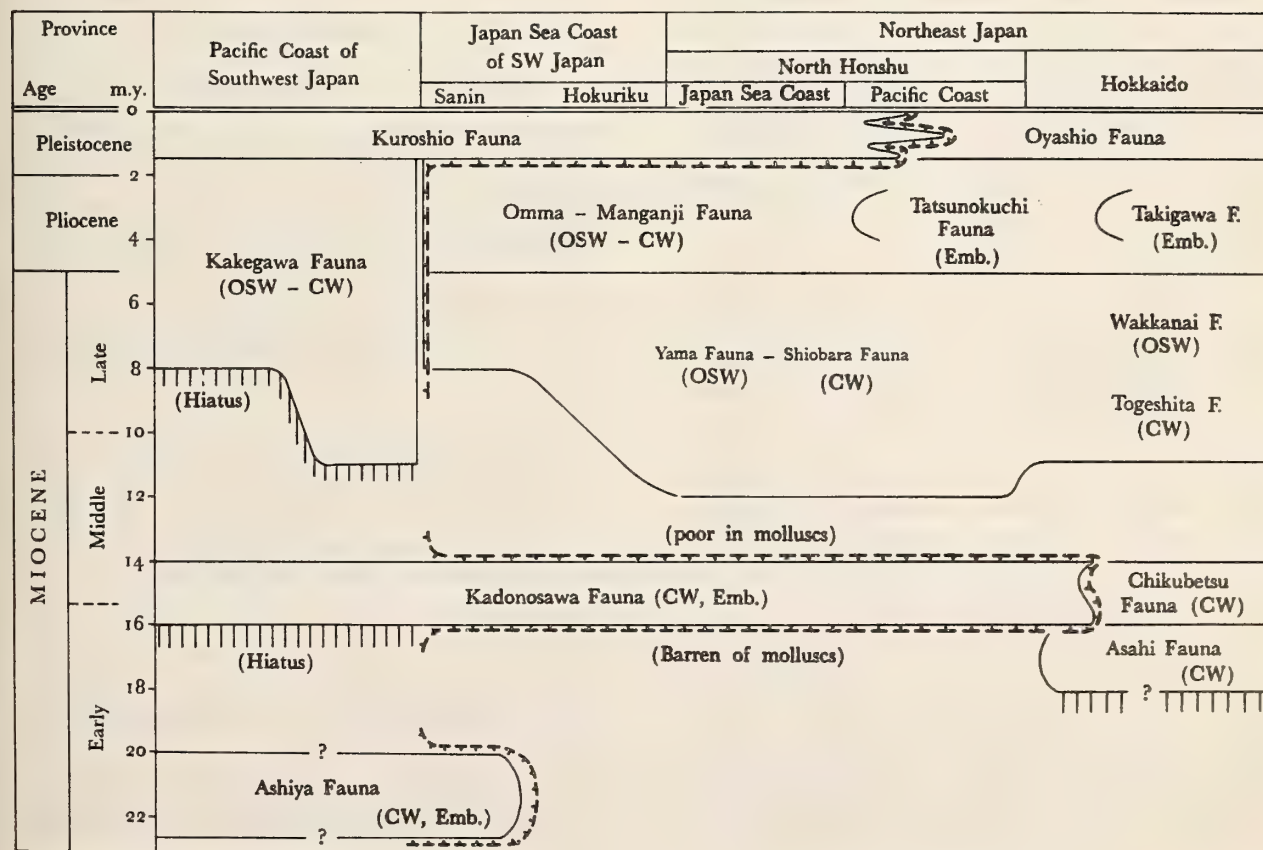 Province
Age m.y.
Pacific Coast of
Southwest Japan
Japan Sea Coast
of SW Japan
Sanin Hokuriku
Northeast Japan
North Honshu
Japan Sea Coast Pacific Coast
Hokkaido
0
Pleistocene
Kuroshio Fauna
Oyashio Fauna
2
Pliocene
4
Omma – Manganji Fauna
(OSW – CW)
Tatsunokuchi
Fauna
(Emb.)
Takigawa F.
(Emb.)
Kakegawa Fauna
(OSW – CW)
MIOCENE
Late
6
8
10
(Hiatus)
Yama Fauna – Shiobara Fauna
(OSW) (CW)
Wakkanai F.
(OSW)
Togeshita F.
(CW)
Middle
12
14
(poor in molluscs)
Kadonosawa Fauna (CW, Emb.)
Chikubetsu
Fauna (CW)
16
(Hiatus)
(Barren of molluscs)
Asahi Fauna
(CW)
Early
18
?
20
?
Ashiya Fauna
(CW, Emb.)
22
?